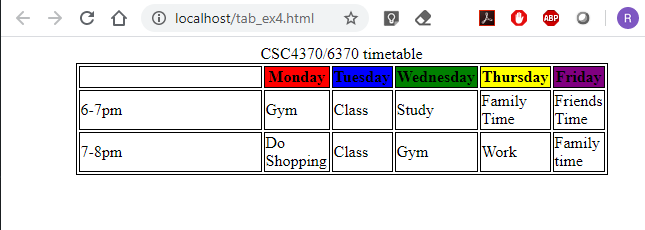 localhost/tab_ex4.html
ABP
R
CSC4370/6370 timetable
Monday Tuesday Wednesday Thursday Friday
6-7pm Gym Class Study Family Time Friends Time
7-8pm Do Shopping Class Gym Work Family time